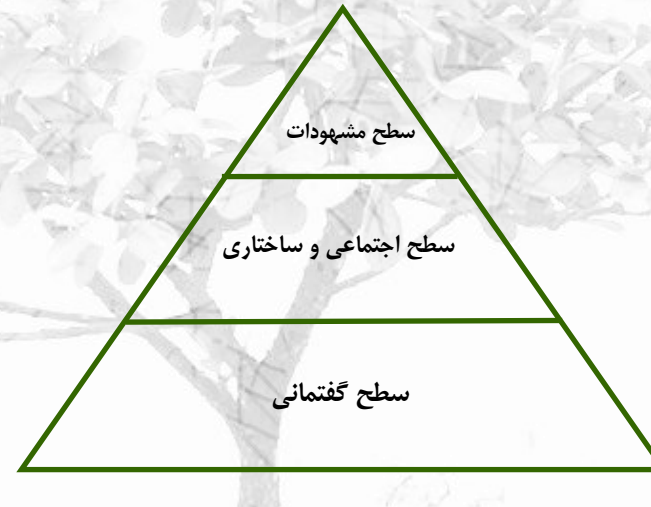 سطح مشهودات
سطح اجتماعی و ساختاری
سطح گفتمانی